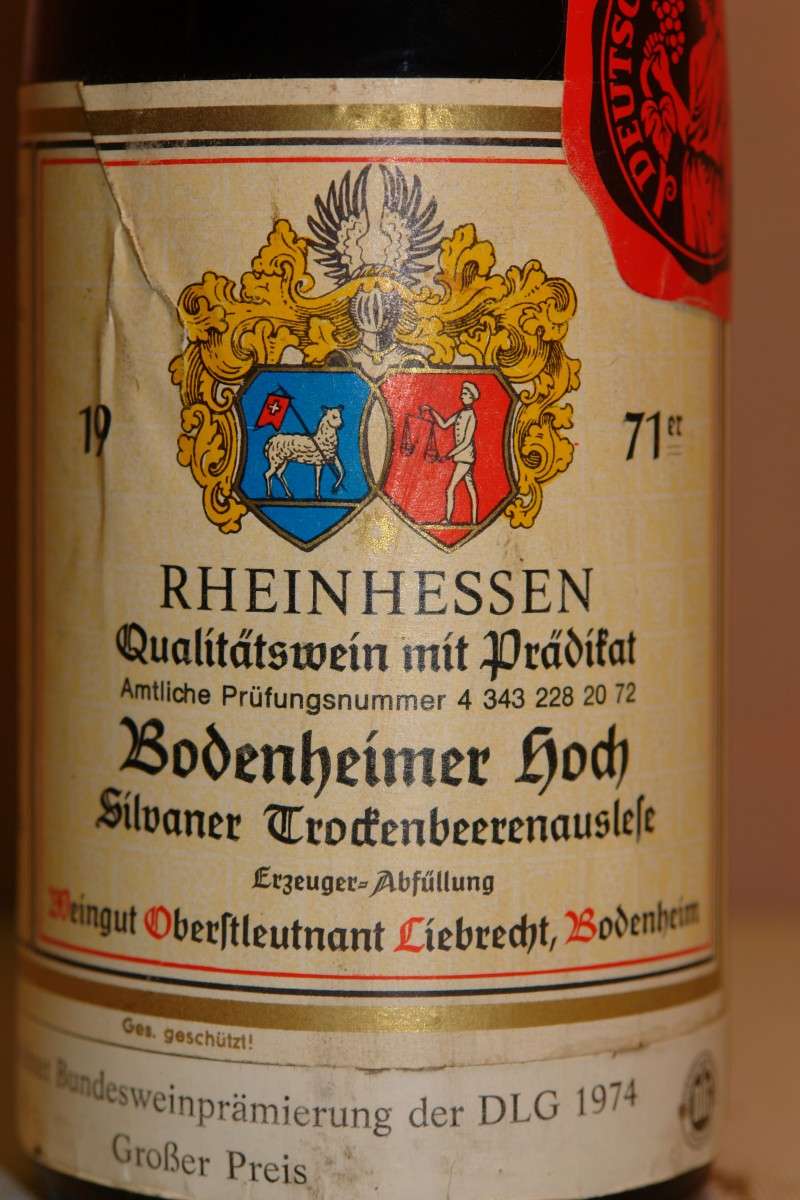 DEUTSC
19 71er
RHEINHESSEN
Qualitätswein mit Prädikat
Amtliche Prüfungsnummer 4 343 228 20 72
Bodenheimer Hoch
Silvaner Trockenbeerenauslese
Erzeuger-Abfüllung
Weingut Oberstleutnant Liebrecht, Bodenheim
Ges. geschützt!
Bundesweinprämierung der DLG 1974
Großer Preis